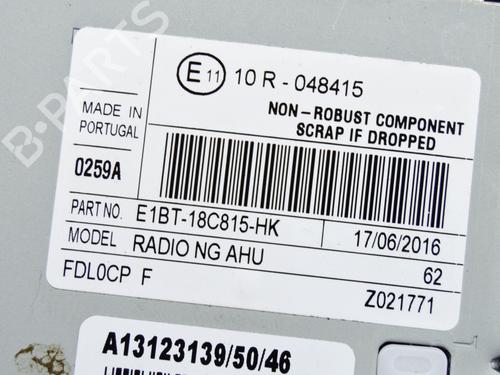 B-PARTS
E11 10 R - 048415
NON-ROBUST COMPONENT
SCRAP IF DROPPED
MADE IN
PORTUGAL
0259A
PART NO. E1BT-18C815-HK
17/06/2016
MODEL RADIO NG AHU
62
FDL0CP F
Z021771
A13123139/50/46